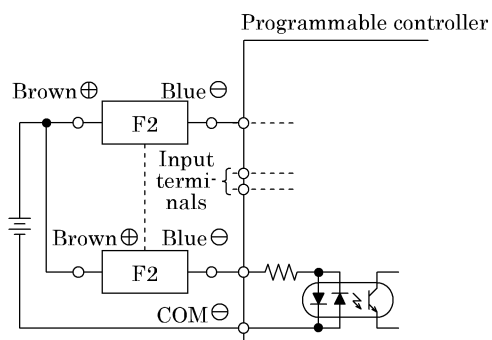 Programmable controller
Brown ⊕
Blue ⊖
F2
Input
termi-
nals
Brown ⊕
Blue ⊖
F2
COM ⊖